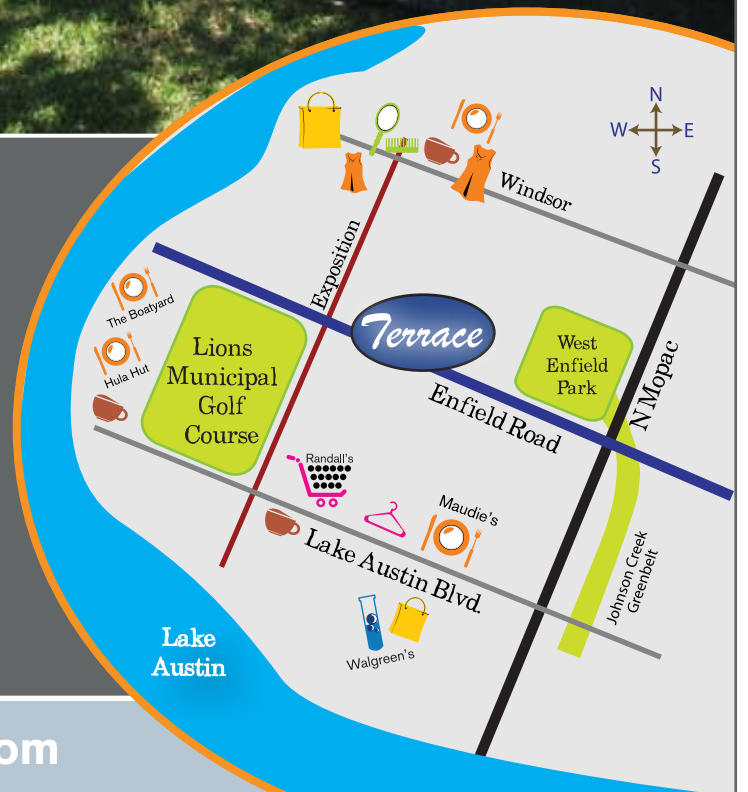 N
W
E
S
Windsor
Exposition
The Boatyard
Hula Hut
Lions
Municipal
Golf
Course
Terrace
West
Enfield
Park
N Mopac
Enfield Road
Randall's
Maudie's
Lake Austin Blvd.
Johnson Creek
Greenbelt
Walgreen's
Lake
Austin
om